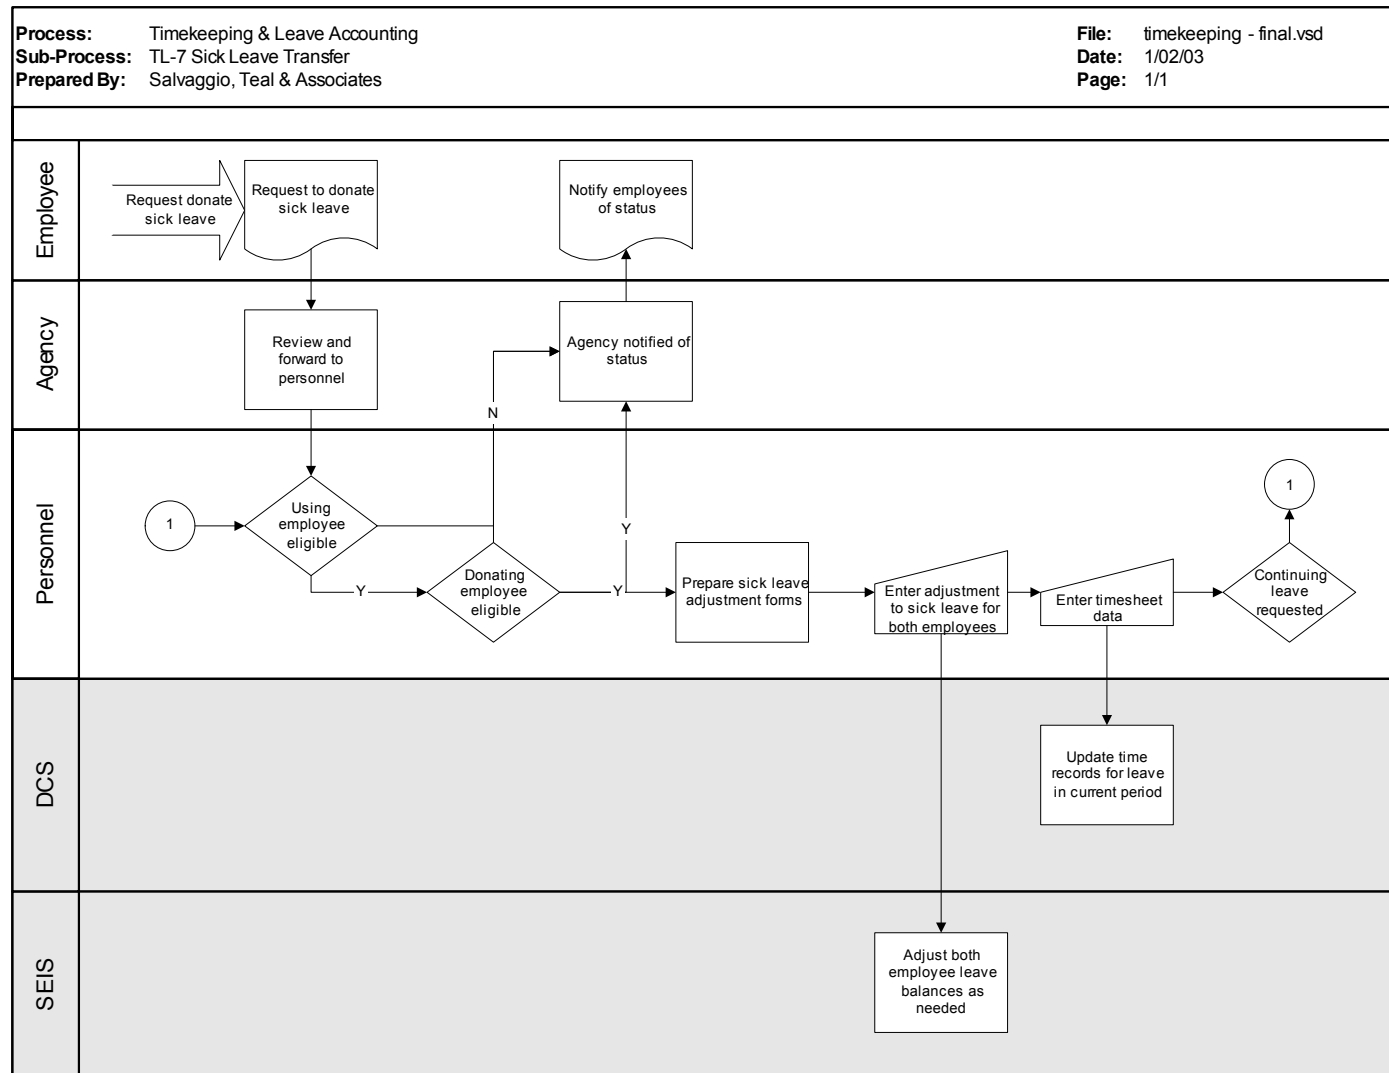 Process: Timekeeping & Leave Accounting
File: timekeeping - final.vsd
Sub-Process: TL-7 Sick Leave Transfer
Date: 1/02/03
Prepared By: Salvaggio, Teal & Associates
Page: 1/1
Employee
Request donate
sick leave
Request to donate
sick leave
Notify employees
of status
Agency
Review and
forward to
personnel
Agency notified of
status
N
Personnel
1
Using
employee
eligible
Y
Donating
employee
eligible
Y
Y
Prepare sick leave
adjustment forms
Enter adjustment
to sick leave for
both employees
Enter timesheet
data
Continuing
leave
requested
1
DCS
Update time
records for leave
in current period
SEIS
Adjust both
employee leave
balances as
needed